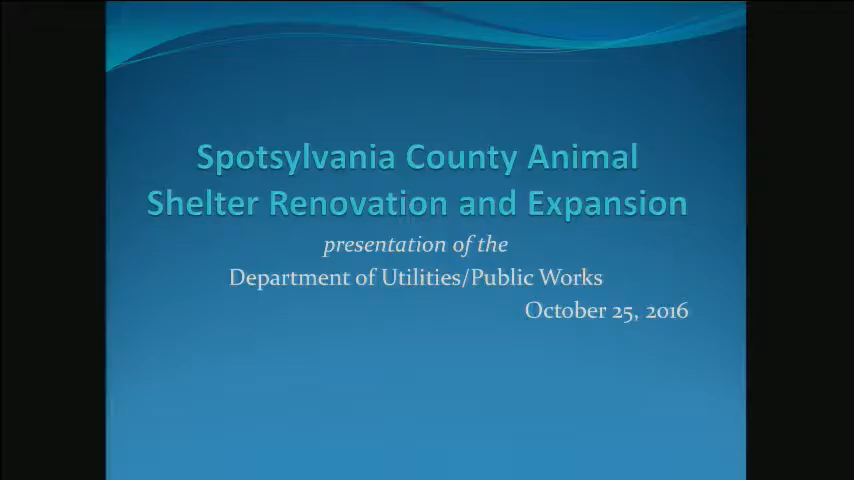 Spotsylvania County Animal
Shelter Renovation and Expansion
presentation of the
Department of Utilities/Public Works
October 25, 2016